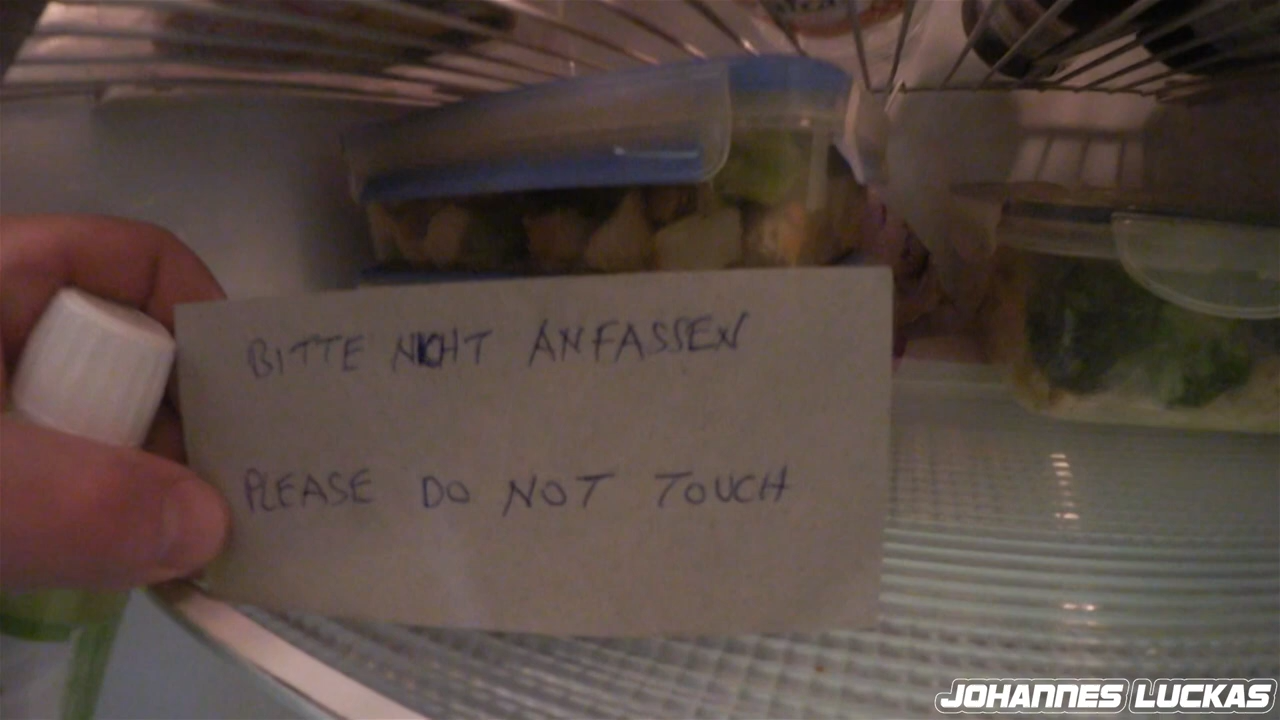 BITTE NICHT ANFASSEN
PLEASE DO NOT TOUCH
JOHANNES LUCKAS